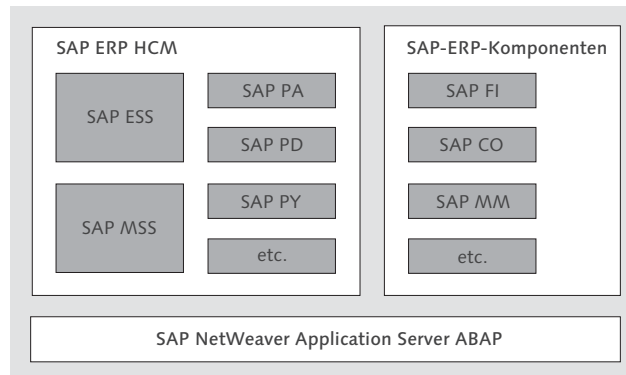 SAP ERP HCM
SAP ESS
SAP MSS
SAP PA
SAP PD
SAP PY
etc.
SAP-ERP-Komponenten
SAP FI
SAP CO
SAP MM
etc.
SAP NetWeaver Application Server ABAP